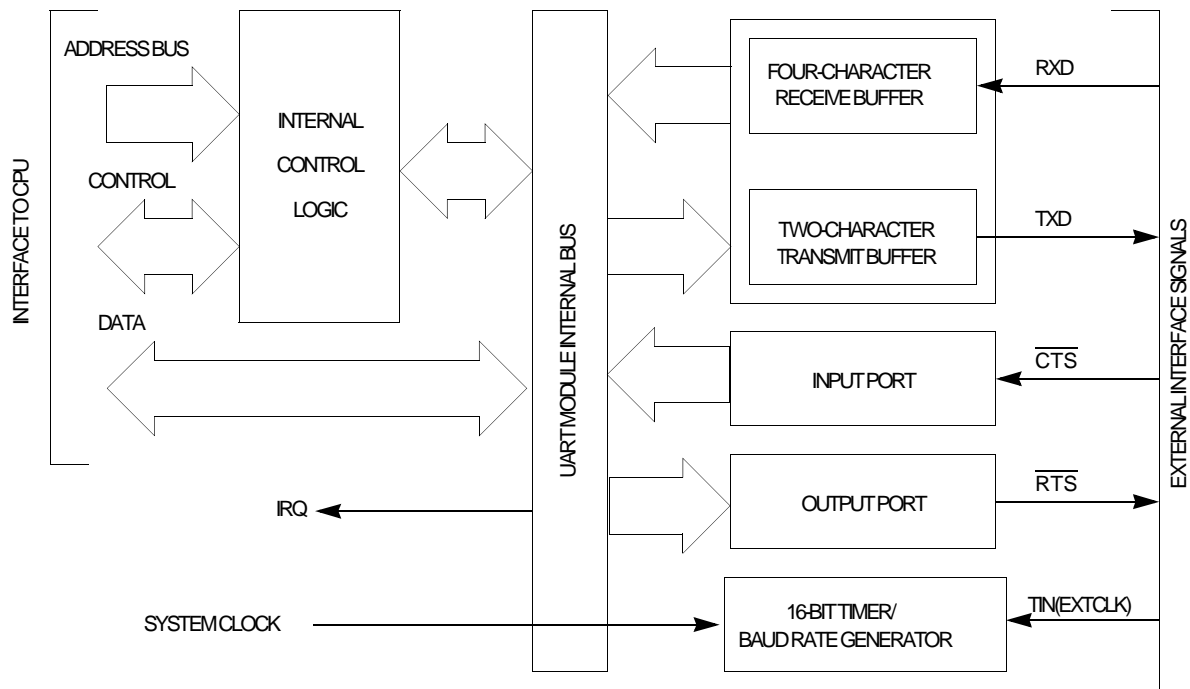 INTERFACE TO CPU
ADDRESS BUS
CONTROL
DATA
INTERNAL
CONTROL
LOGIC
IRQ
SYSTEM CLOCK
UART MODULE INTERNAL BUS
FOUR-CHARACTER
RECEIVE BUFFER
TWO-CHARACTER
TRANSMIT BUFFER
INPUT PORT
OUTPUT PORT
16-BIT TIMER/
BAUD RATE GENERATOR
RXD
TXD
C̅T̅S̅
R̅T̅S̅
TIN(EXTCLK)
EXTERNAL INTERFACE SIGNALS